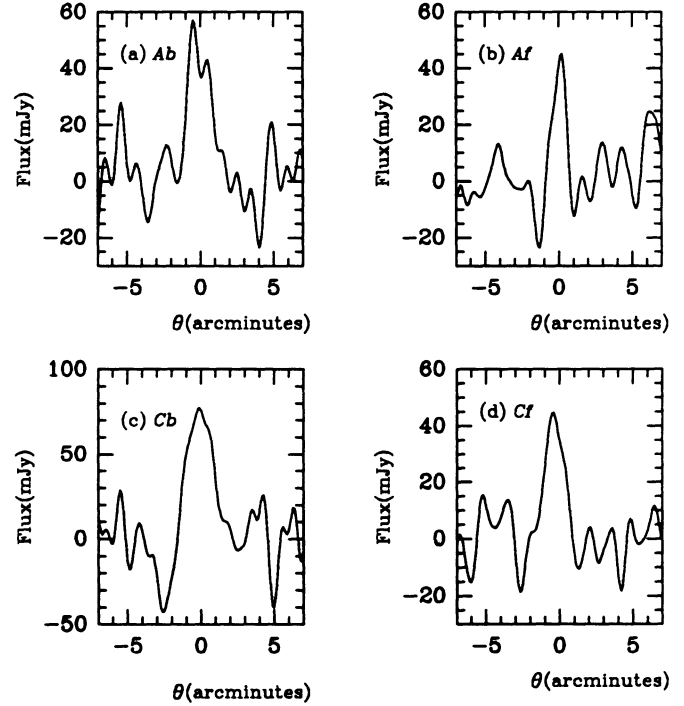 60
40
20
0
−20
Flux(mJy)
(a) Ab
−5 0 5
θ(arcminutes)
60
40
20
0
−20
Flux(mJy)
(b) Af
−5 0 5
θ(arcminutes)
100
50
0
−50
Flux(mJy)
(c) Cb
−5 0 5
θ(arcminutes)
60
40
20
0
−20
Flux(mJy)
(d) Cf
−5 0 5
θ(arcminutes)